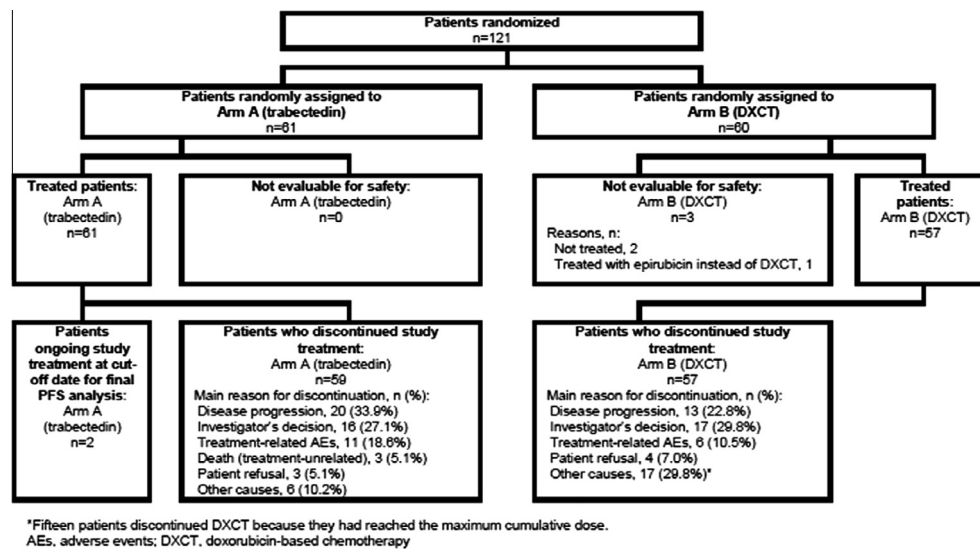 Patients randomized
n=121
Patients randomly assigned to
Arm A (trabectedin)
n=61
Patients randomly assigned to
Arm B (DXCT)
n=60
Treated patients:
Arm A
(trabectedin)
n=61
Not evaluable for safety:
Arm A (trabectedin)
n=0
Not evaluable for safety:
Arm B (DXCT)
n=3
Reasons, n:
Not treated, 2
Treated with epirubicin instead of DXCT, 1
Treated
patients:
Arm B (DXCT)
n=57
Patients
ongoing study
treatment at cut-
off date for final
PFS analysis:
Arm A
(trabectedin)
n=2
Patients who discontinued study
treatment:
Arm A (trabectedin)
n=59
Main reason for discontinuation, n (%):
Disease progression, 20 (33.9%)
Investigator's decision, 16 (27.1%)
Treatment-related AEs, 11 (18.6%)
Death (treatment-unrelated), 3 (5.1%)
Patient refusal, 3 (5.1%)
Other causes, 6 (10.2%)
Patients who discontinued study
treatment:
Arm B (DXCT)
n=57
Main reason for discontinuation, n (%):
Disease progression, 13 (22.8%)
Investigator's decision, 17 (29.8%)
Treatment-related AEs, 6 (10.5%)
Patient refusal, 4 (7.0%)
Other causes, 17 (29.8%)*
*Fifteen patients discontinued DXCT because they had reached the maximum cumulative dose.
AEs, adverse events; DXCT, doxorubicin-based chemotherapy